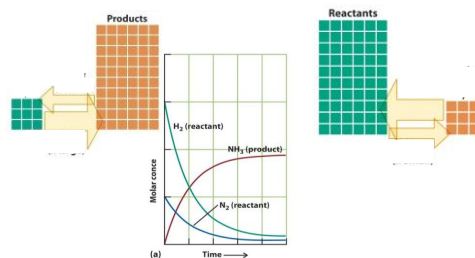 Products
Reactants
H₂ (reactant)
NH₃ (product)
N₂ (reactant)
Molar conce
(a)
Time